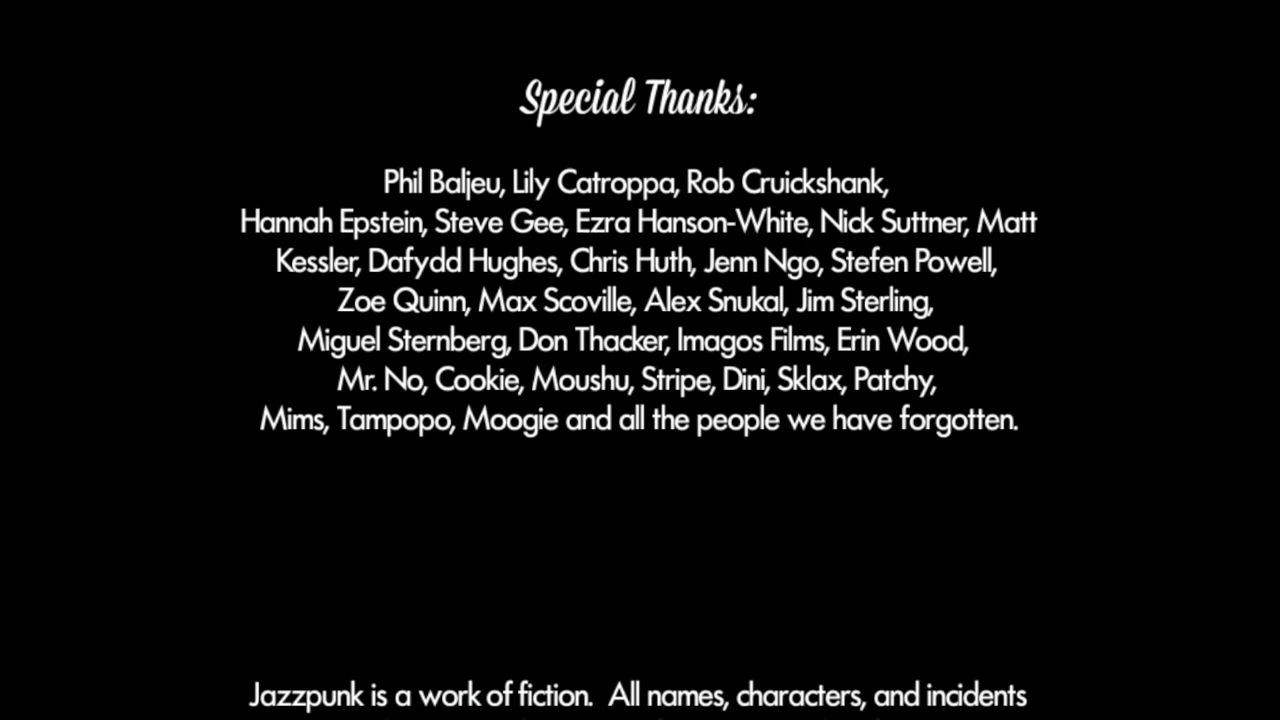 Special Thanks:
Phil Baljeu, Lily Catroppa, Rob Cruickshank,
Hannah Epstein, Steve Gee, Ezra Hanson-White, Nick Suttner, Matt
Kessler, Dafydd Hughes, Chris Huth, Jenn Ngo, Stefen Powell,
Zoe Quinn, Max Scoville, Alex Snukal, Jim Sterling,
Miguel Sternberg, Don Thacker, Imagos Films, Erin Wood,
Mr. No, Cookie, Moushu, Stripe, Dini, Sklax, Patchy,
Mims, Tampopo, Moogie and all the people we have forgotten.
Jazzpunk is a work of fiction.  All names, characters, and incidents